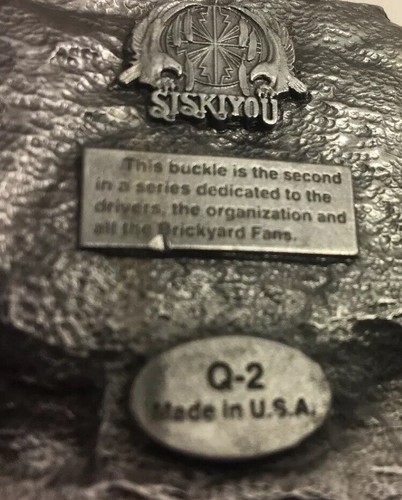 SISKIYOU
This buckle is the second
in a series dedicated to the
drivers, the organization and
all the Brickyard Fans.
Q-2
Made in U.S.A.